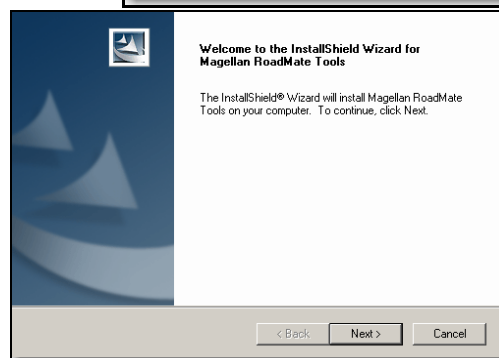 Welcome to the InstallShield Wizard for
Magellan RoadMate Tools
The InstallShield® Wizard will install Magellan RoadMate
Tools on your computer.  To continue, click Next.
< Back
Next >
Cancel